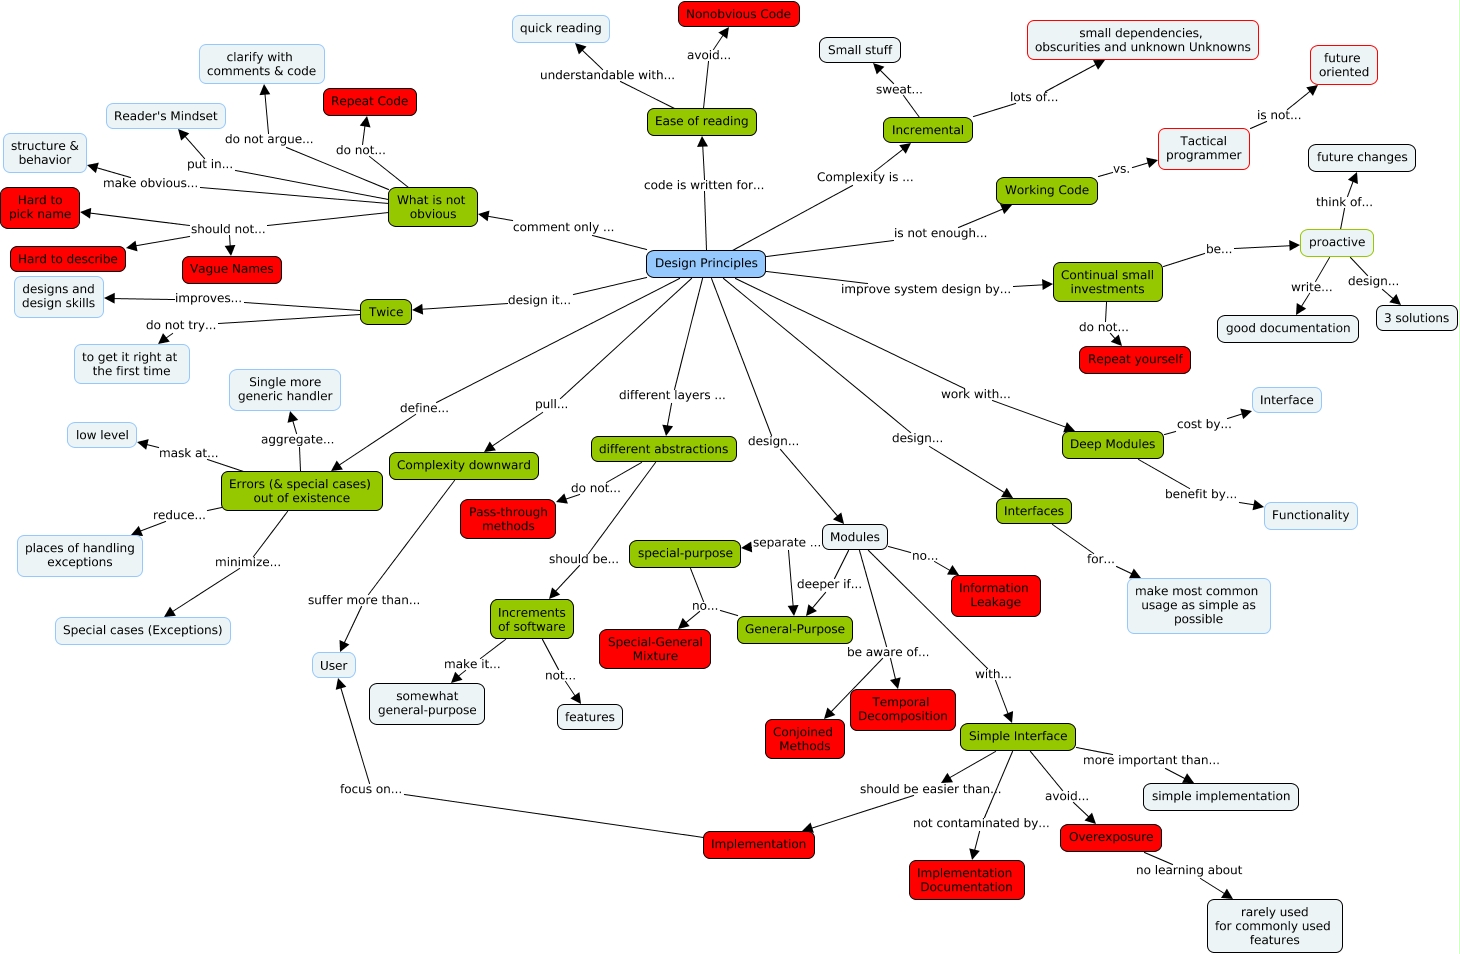 Nonobvious Code
quick reading
avoid...
understandable with...
Ease of reading
code is written for...
small dependencies,
obscurities and unknown Unknowns
Small stuff
sweat...
lots of...
Incremental
Complexity is ...
future
oriented
is not...
Tactical
programmer
vs.
Working Code
is not enough...
clarify with
comments & code
Repeat Code
Reader's Mindset
do not argue...
do not...
structure &
behavior
put in...
make obvious...
Hard to
pick name
What is not
obvious
should not...
comment only ...
Hard to describe
Vague Names
Design Principles
future changes
think of...
proactive
be...
Continual small
investments
improve system design by...
write...
design...
good documentation
3 solutions
do not...
Repeat yourself
designs and
design skills
improves...
Twice
design it...
do not try...
to get it right at
the first time
Single more
generic handler
define...
pull...
different layers ...
design...
design...
work with...
Interface
cost by...
Deep Modules
benefit by...
Functionality
low level
aggregate...
mask at...
Errors (& special cases)
out of existence
reduce...
places of handling
exceptions
minimize...
Special cases (Exceptions)
Complexity downward
suffer more than...
User
different abstractions
do not...
Pass-through
methods
should be...
Increments
of software
make it...
somewhat
general-purpose
not...
features
Interfaces
for...
make most common
usage as simple as
possible
Modules
separate ...
special-purpose
no...
deeper if...
Information
Leakage
no...
General-Purpose
Special-General
Mixture
be aware of...
Temporal
Decomposition
Conjoined
Methods
with...
Simple Interface
more important than...
simple implementation
should be easier than...
avoid...
not contaminated by...
Overexposure
focus on...
Implementation
Implementation
Documentation
no learning about
rarely used
for commonly used
features